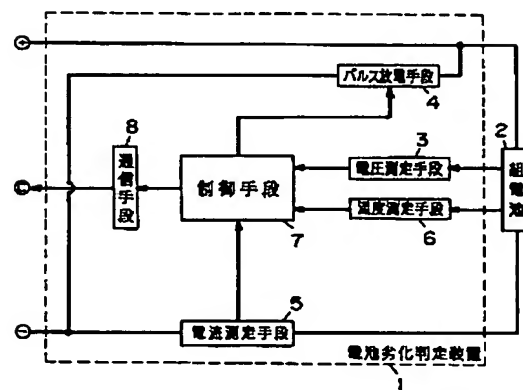 ⊕
パルス放電手段
4
8
通信手段
3
電圧測定手段
2
組電池
制御手段
7
温度測定手段
6
C
5
電流測定手段
⊖
電池劣化判定装置
1